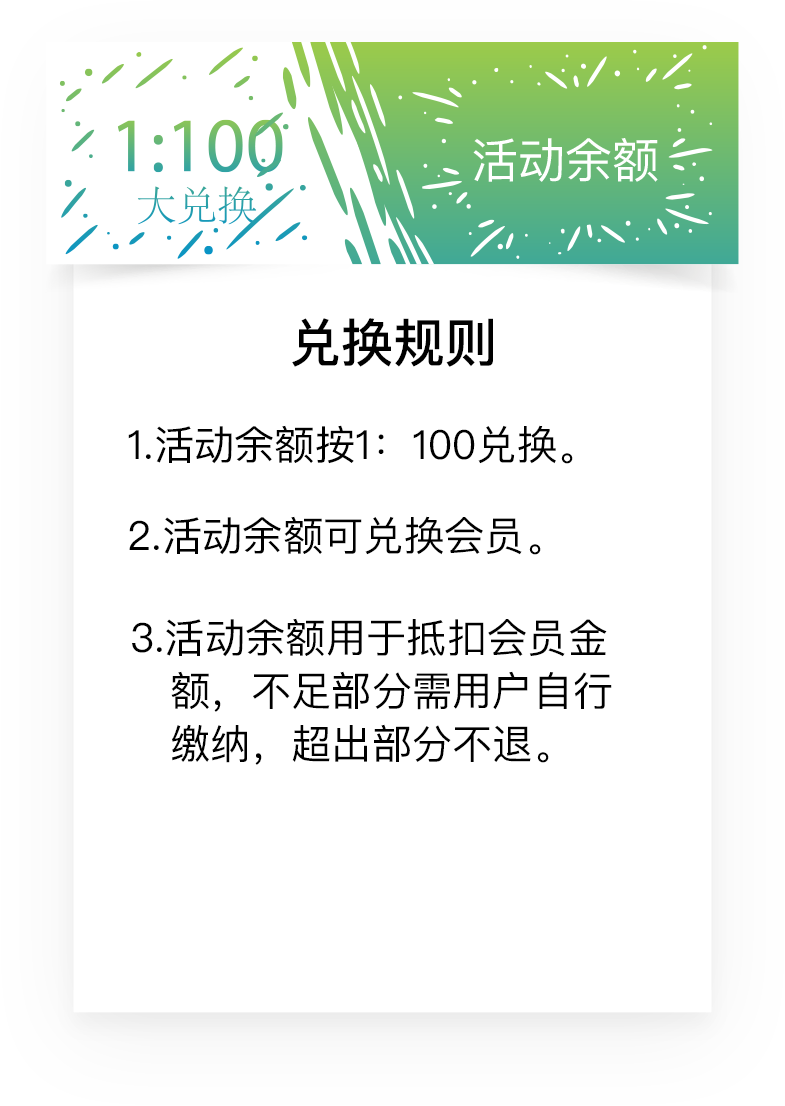 1:100
大兑换
活动余额
兑换规则
1.活动余额按1：100兑换。
2.活动余额可兑换会员。
3.活动余额用于抵扣会员金
额，不足部分需用户自行
缴纳，超出部分不退。